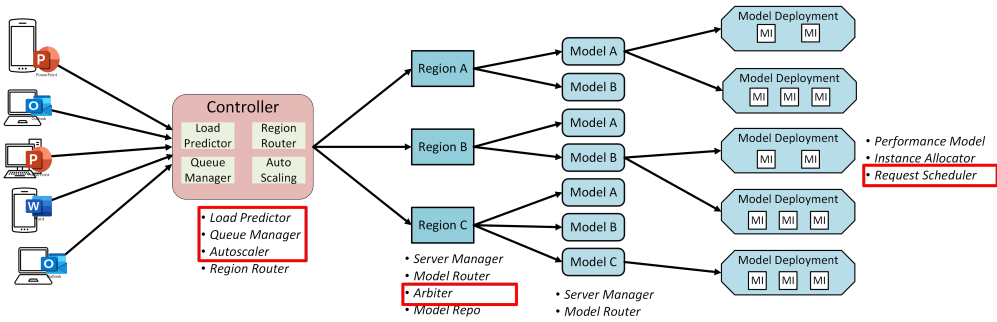 PowerPoint
Outlook
W
Controller
Load
Predictor
Region
Router
Queue
Manager
Auto
Scaling
• Load Predictor
• Queue Manager
• Autoscaler
• Region Router
Region A
Region B
Region C
• Server Manager
• Model Router
• Arbiter
• Model Repo
Model A
Model B
Model A
Model B
Model A
Model B
Model C
• Server Manager
• Model Router
Model Deployment
MI MI
Model Deployment
MI MI MI
Model Deployment
MI MI
Model Deployment
MI MI MI
Model Deployment
MI MI MI
• Performance Model
• Instance Allocator
• Request Scheduler